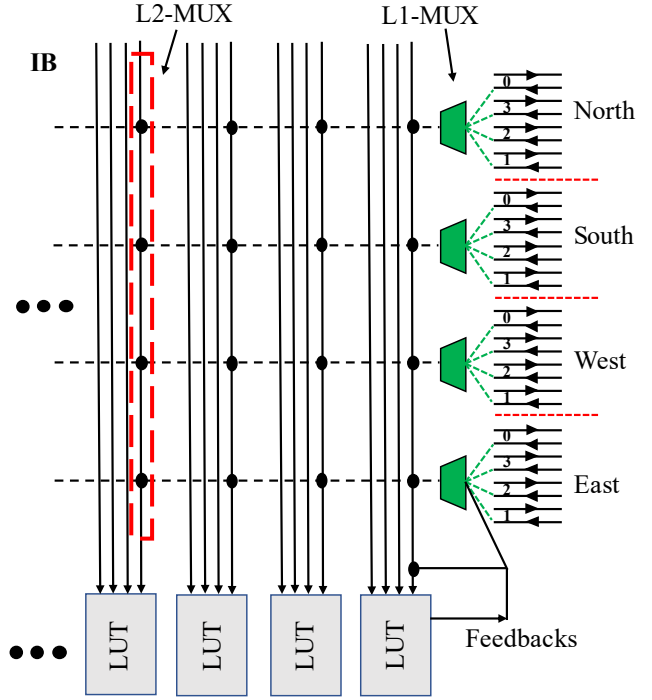 L2-MUX
L1-MUX
IB
0
3
2
1
North
0
3
2
1
South
0
3
2
1
West
0
3
2
1
East
LUT
LUT
LUT
LUT
Feedbacks